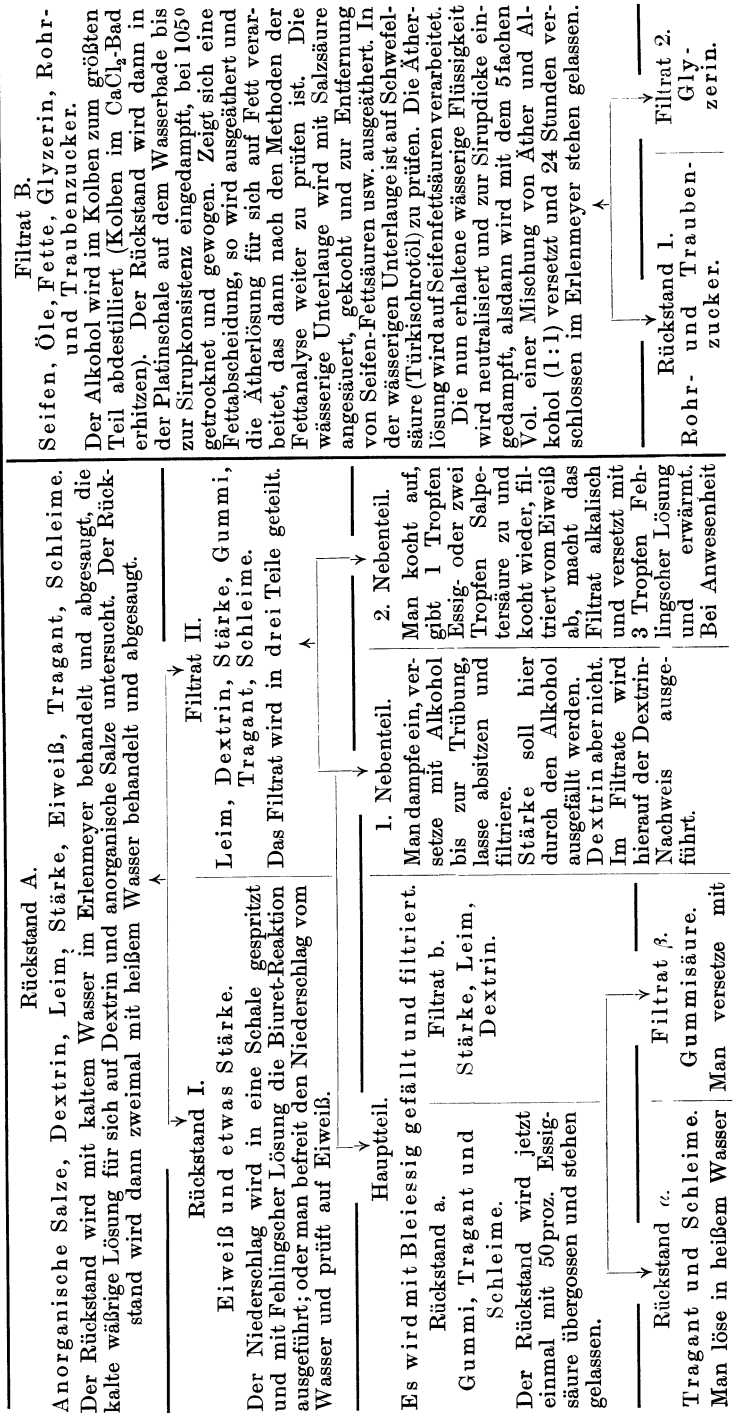 Rückstand A.
Anorganische Salze, Dextrin, Leim, Stärke, Eiweiß, Tragant, Schleime.
Der Rückstand wird mit kaltem Wasser im Erlenmeyer behandelt und abgesaugt, die
kalte wäßrige Lösung für sich auf Dextrin und anorganische Salze untersucht. Der Rück-
stand wird dann zweimal mit heißem Wasser behandelt und abgesaugt.
Rückstand I.
Eiweiß und etwas Stärke.
Der Niederschlag wird in eine Schale gespritzt
und mit Fehlingscher Lösung die Biuret-Reaktion
ausgeführt; oder man befreit den Niederschlag vom
Wasser und prüft auf Eiweiß.
Filtrat II.
Leim, Dextrin, Stärke, Gummi,
Tragant, Schleime.
Das Filtrat wird in drei Teile geteilt.
Hauptteil.
Es wird mit Bleiessig gefällt und filtriert.
Rückstand a.
Gummi, Tragant und
Schleime.
Der Rückstand wird jetzt
einmal mit 50proz. Essig-
säure übergossen und stehen
gelassen.
Filtrat b.
Stärke, Leim,
Dextrin.
Rückstand α.
Tragant und Schleime.
Man löse in heißem Wasser
Filtrat β.
Gummisäure.
Man versetze mit
1. Nebenteil.
Man dampfe ein, ver-
setze mit Alkohol
bis zur Trübung,
lasse absitzen und
filtriere.
Stärke soll hier
durch den Alkohol
ausgefällt werden.
Dextrin aber nicht.
Im Filtrate wird
hierauf der Dextrin-
Nachweis ausge-
führt.
2. Nebenteil.
Man kocht auf,
gibt 1 Tropfen
Essig- oder zwei
Tropfen Salpe-
tersäure zu und
kocht wieder, fil-
triert vom Eiweiß
ab, macht das
Filtrat alkalisch
und versetzt mit
3 Tropfen Feh-
lingscher Lösung
und erwärmt.
Bei Anwesenheit
Filtrat B.
Seifen, Öle, Fette, Glyzerin, Rohr-
und Traubenzucker.
Der Alkohol wird im Kolben zum größten
Teil abdestilliert (Kolben im CaCl₂-Bad
erhitzen). Der Rückstand wird dann in
der Platinschale auf dem Wasserbade bis
zur Sirupkonsistenz eingedampft, bei 105°
getrocknet und gewogen. Zeigt sich eine
Fettabscheidung, so wird ausgeäthert und
die Ätherlösung für sich auf Fett verar-
beitet, das dann nach den Methoden der
Fettanalyse weiter zu prüfen ist. Die
wässerige Unterlauge wird mit Salzsäure
angesäuert, gekocht und zur Entfernung
von Seifen-Fettsäuren usw. ausgeäthert. In
der wässerigen Unterlauge ist auf Schwefel-
säure (Türkischrotöl) zu prüfen. Die Äther-
lösung wird auf Seifenfettsäuren verarbeitet.
Die nun erhaltene wässerige Flüssigkeit
wird neutralisiert und zur Sirupdicke ein-
gedampft, alsdann wird mit dem 5fachen
Vol. einer Mischung von Äther und Al-
kohol (1:1) versetzt und 24 Stunden ver-
schlossen im Erlenmeyer stehen gelassen.
Rückstand 1.
Rohr- und Trauben-
zucker.
Filtrat 2.
Gly-
zerin.